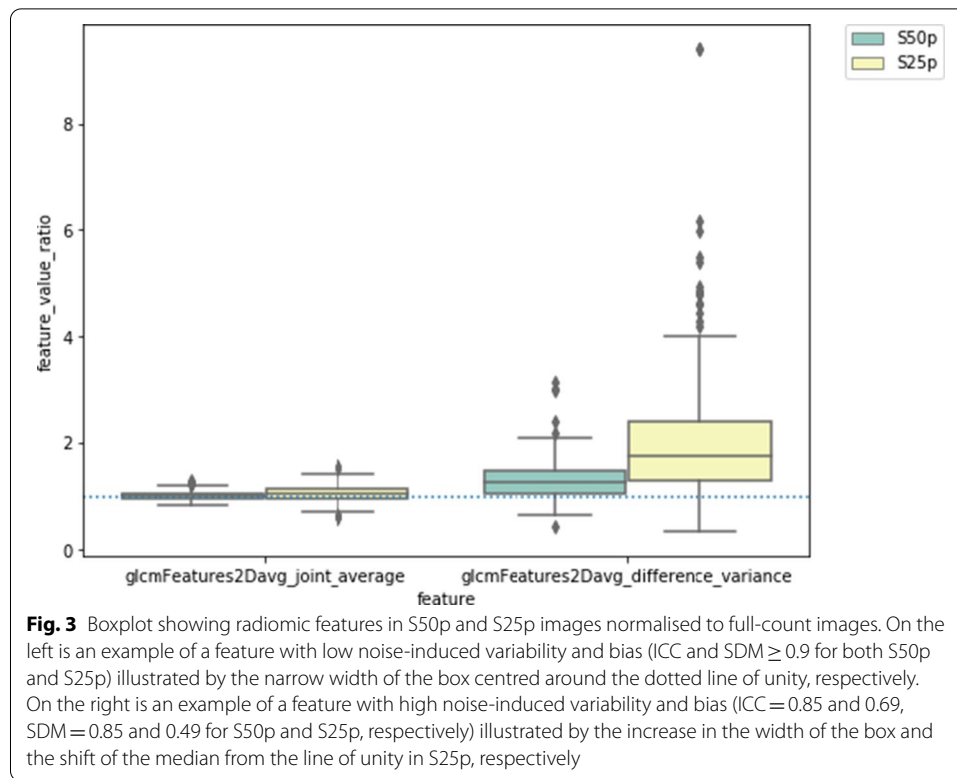 S50p
S25p
8
6
4
2
0
feature_value_ratio
glcmFeatures2Davg_joint_average
glcmFeatures2Davg_difference_variance
feature
Fig. 3 Boxplot showing radiomic features in S50p and S25p images normalised to full-count images. On the
left is an example of a feature with low noise-induced variability and bias (ICC and SDM ≥ 0.9 for both S50p
and S25p) illustrated by the narrow width of the box centred around the dotted line of unity, respectively.
On the right is an example of a feature with high noise-induced variability and bias (ICC = 0.85 and 0.69,
SDM = 0.85 and 0.49 for S50p and S25p, respectively) illustrated by the increase in the width of the box and
the shift of the median from the line of unity in S25p, respectively